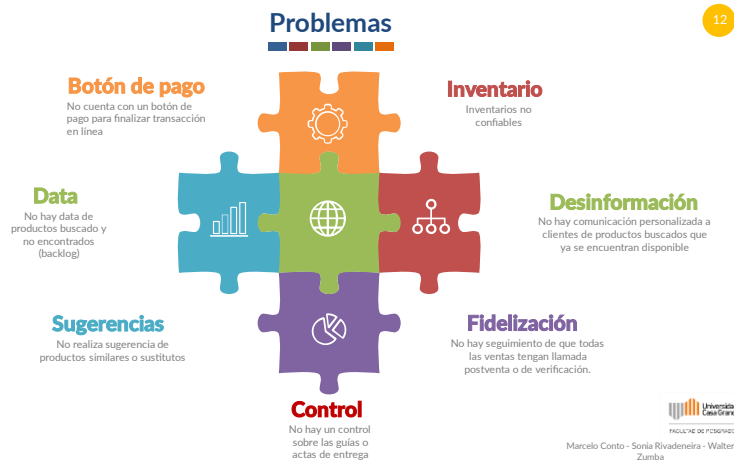 Problemas
12
Botón de pago
No cuenta con un botón de
pago para finalizar transacción
en línea
Inventario
Inventarios no
confiables
Data
No hay data de
productos buscado y
no encontrados
(backlog)
Desinformación
No hay comunicación personalizada a
clientes de productos buscados que
ya se encuentran disponible
Sugerencias
No realiza sugerencia de
productos similares o sustitutos
Fidelización
No hay seguimiento de que todas
las ventas tengan llamada
postventa o de verificación.
Control
No hay un control
sobre las guías o
actas de entrega
Universida
Casa Grand
FACULTAD DE POSGRADO
Marcelo Conto - Sonia Rivadeneira - Walter
Zumba